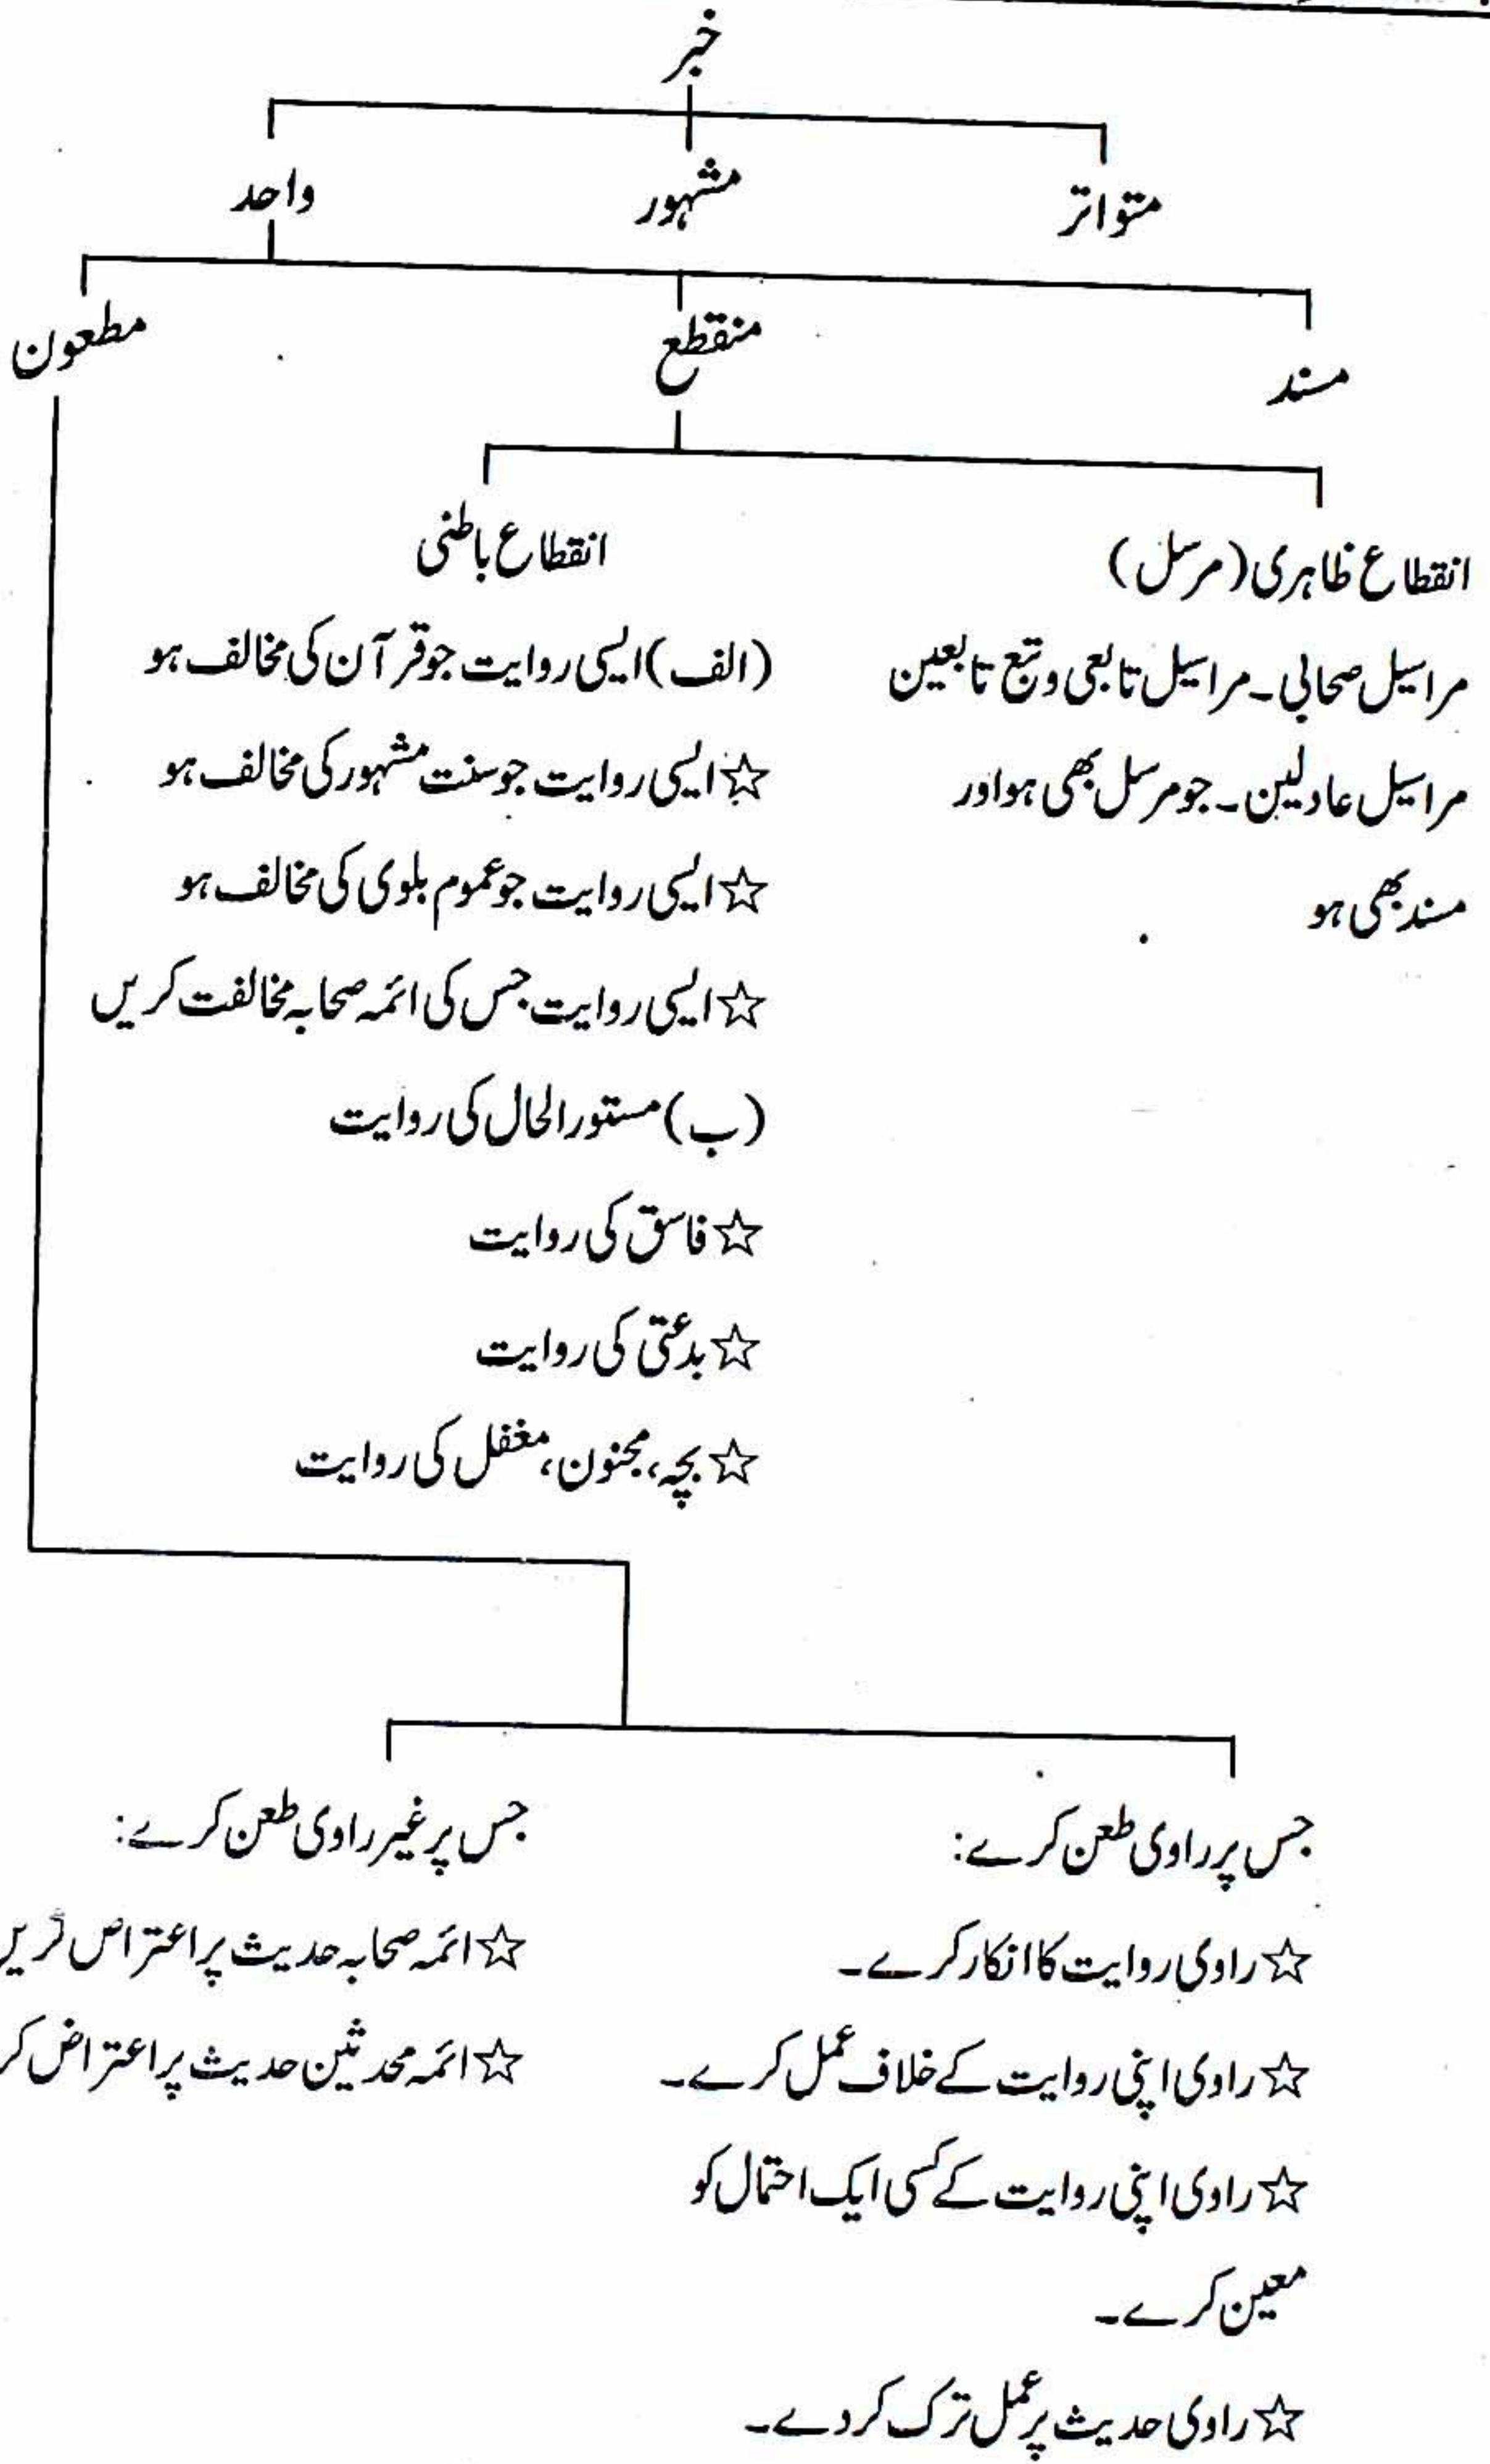 خبر
متواتر
مشہور
واحد
مسند
منقطع
مطعون
انقطاع ظاہری (مرسل)
مراسیل صحابی۔ مراسیل تابعی و تبع تابعین
مراسیل عادلین۔ جو مرسل بھی ہو اور
مسند بھی ہو
انقطاع باطنی
(الف) ایسی روایت جو قرآن کی مخالف ہو
☆ ایسی روایت جو سنت مشہور کی مخالف ہو
☆ ایسی روایت جو عموم بلوی کی مخالف ہو
☆ ایسی روایت جس کی ائمہ صحابہ مخالفت کریں
(ب) مستور الحال کی روایت
☆ فاسق کی روایت
☆ بدعتی کی روایت
☆ بچہ، مجنون، مغفل کی روایت
جس پر راوی طعن کرے:
☆ راوی روایت کا انکار کرے۔
☆ راوی اپنی روایت کے خلاف عمل کرے۔
☆ راوی اپنی روایت کے کسی ایک احتمال کو
معین کرے۔
☆ راوی حدیث پر عمل ترک کردے۔
جس پر غیر راوی طعن کرے:
☆ ائمہ صحابہ حدیث پر اعتراض کریں
☆ ائمہ محدثین حدیث پر اعتراض کر